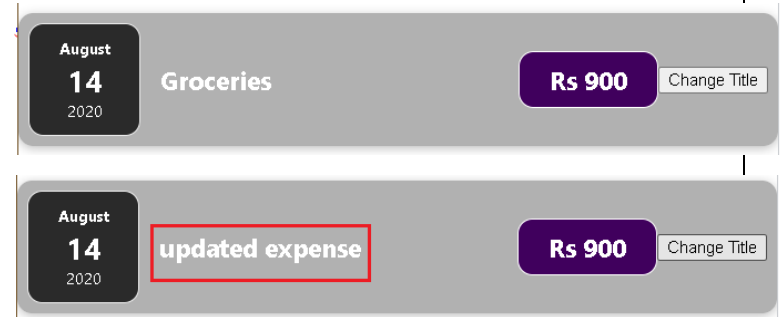 August
14
2020
Groceries
Rs 900
Change Title
August
14
2020
updated expense
Rs 900
Change Title